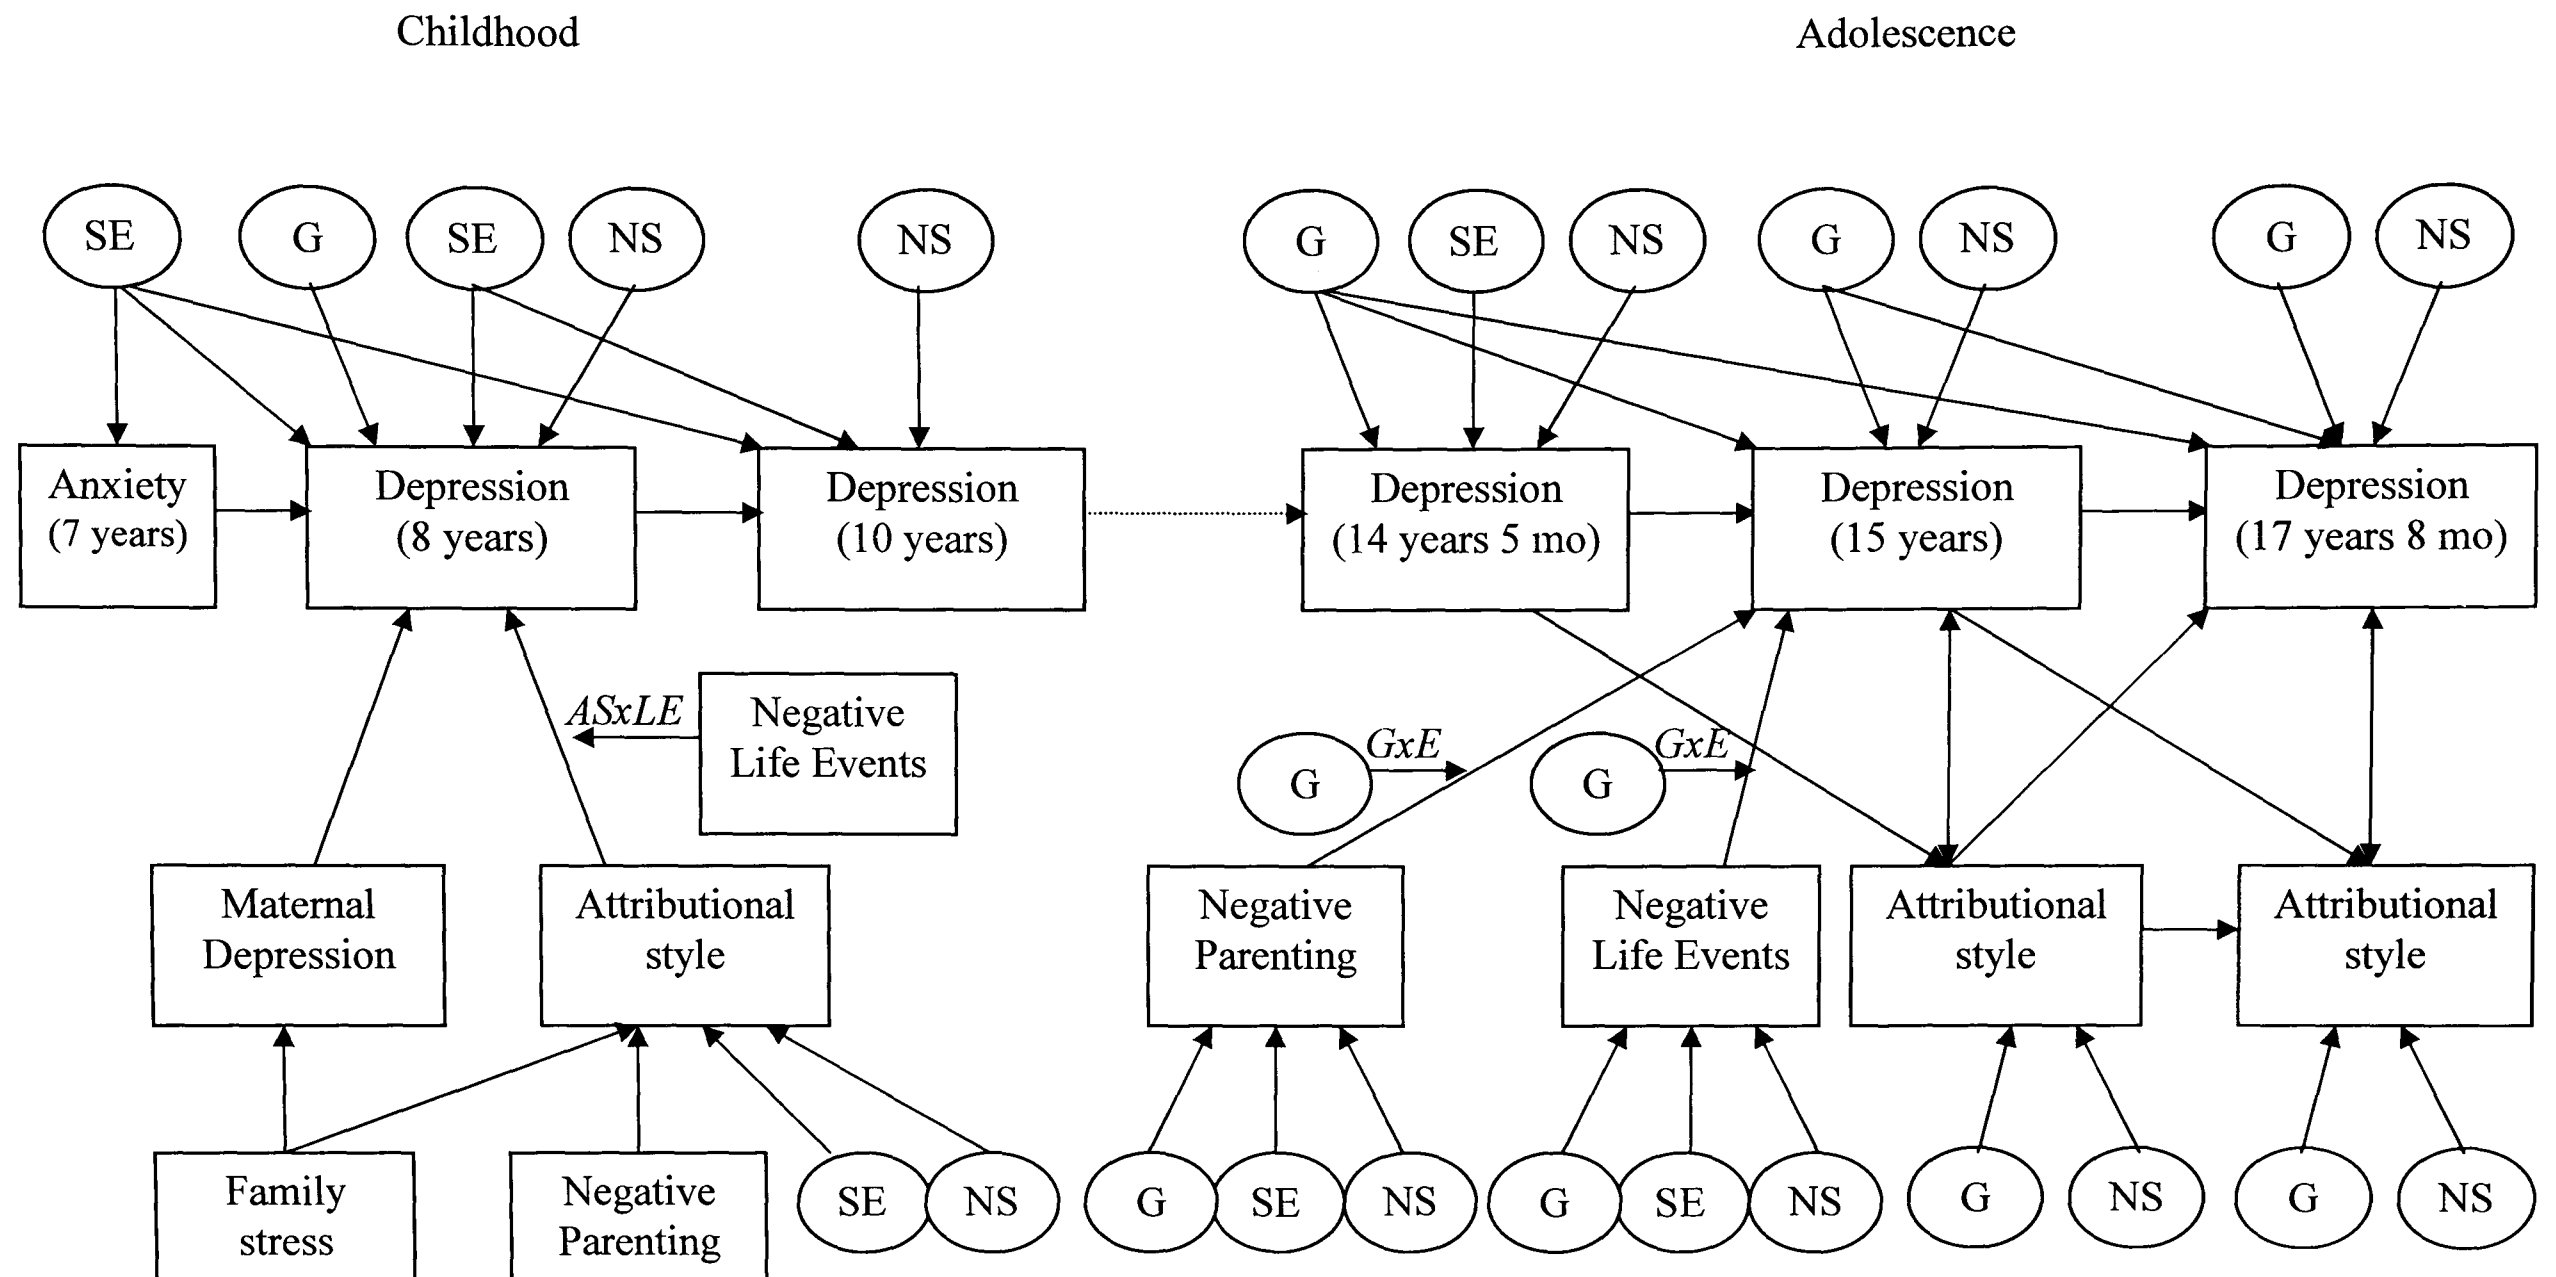 Childhood
Adolescence
SE
G
SE
NS
NS
G
SE
NS
G
NS
G
NS
Anxiety
(7 years)
Depression
(8 years)
Depression
(10 years)
Depression
(14 years 5 mo)
Depression
(15 years)
Depression
(17 years 8 mo)
ASxLE
Negative
Life Events
G
GxE
G
GxE
Maternal
Depression
Attributional
style
Negative
Parenting
Negative
Life Events
Attributional
style
Attributional
style
Family
stress
Negative
Parenting
SE
NS
G
SE
NS
G
SE
NS
G
NS
G
NS